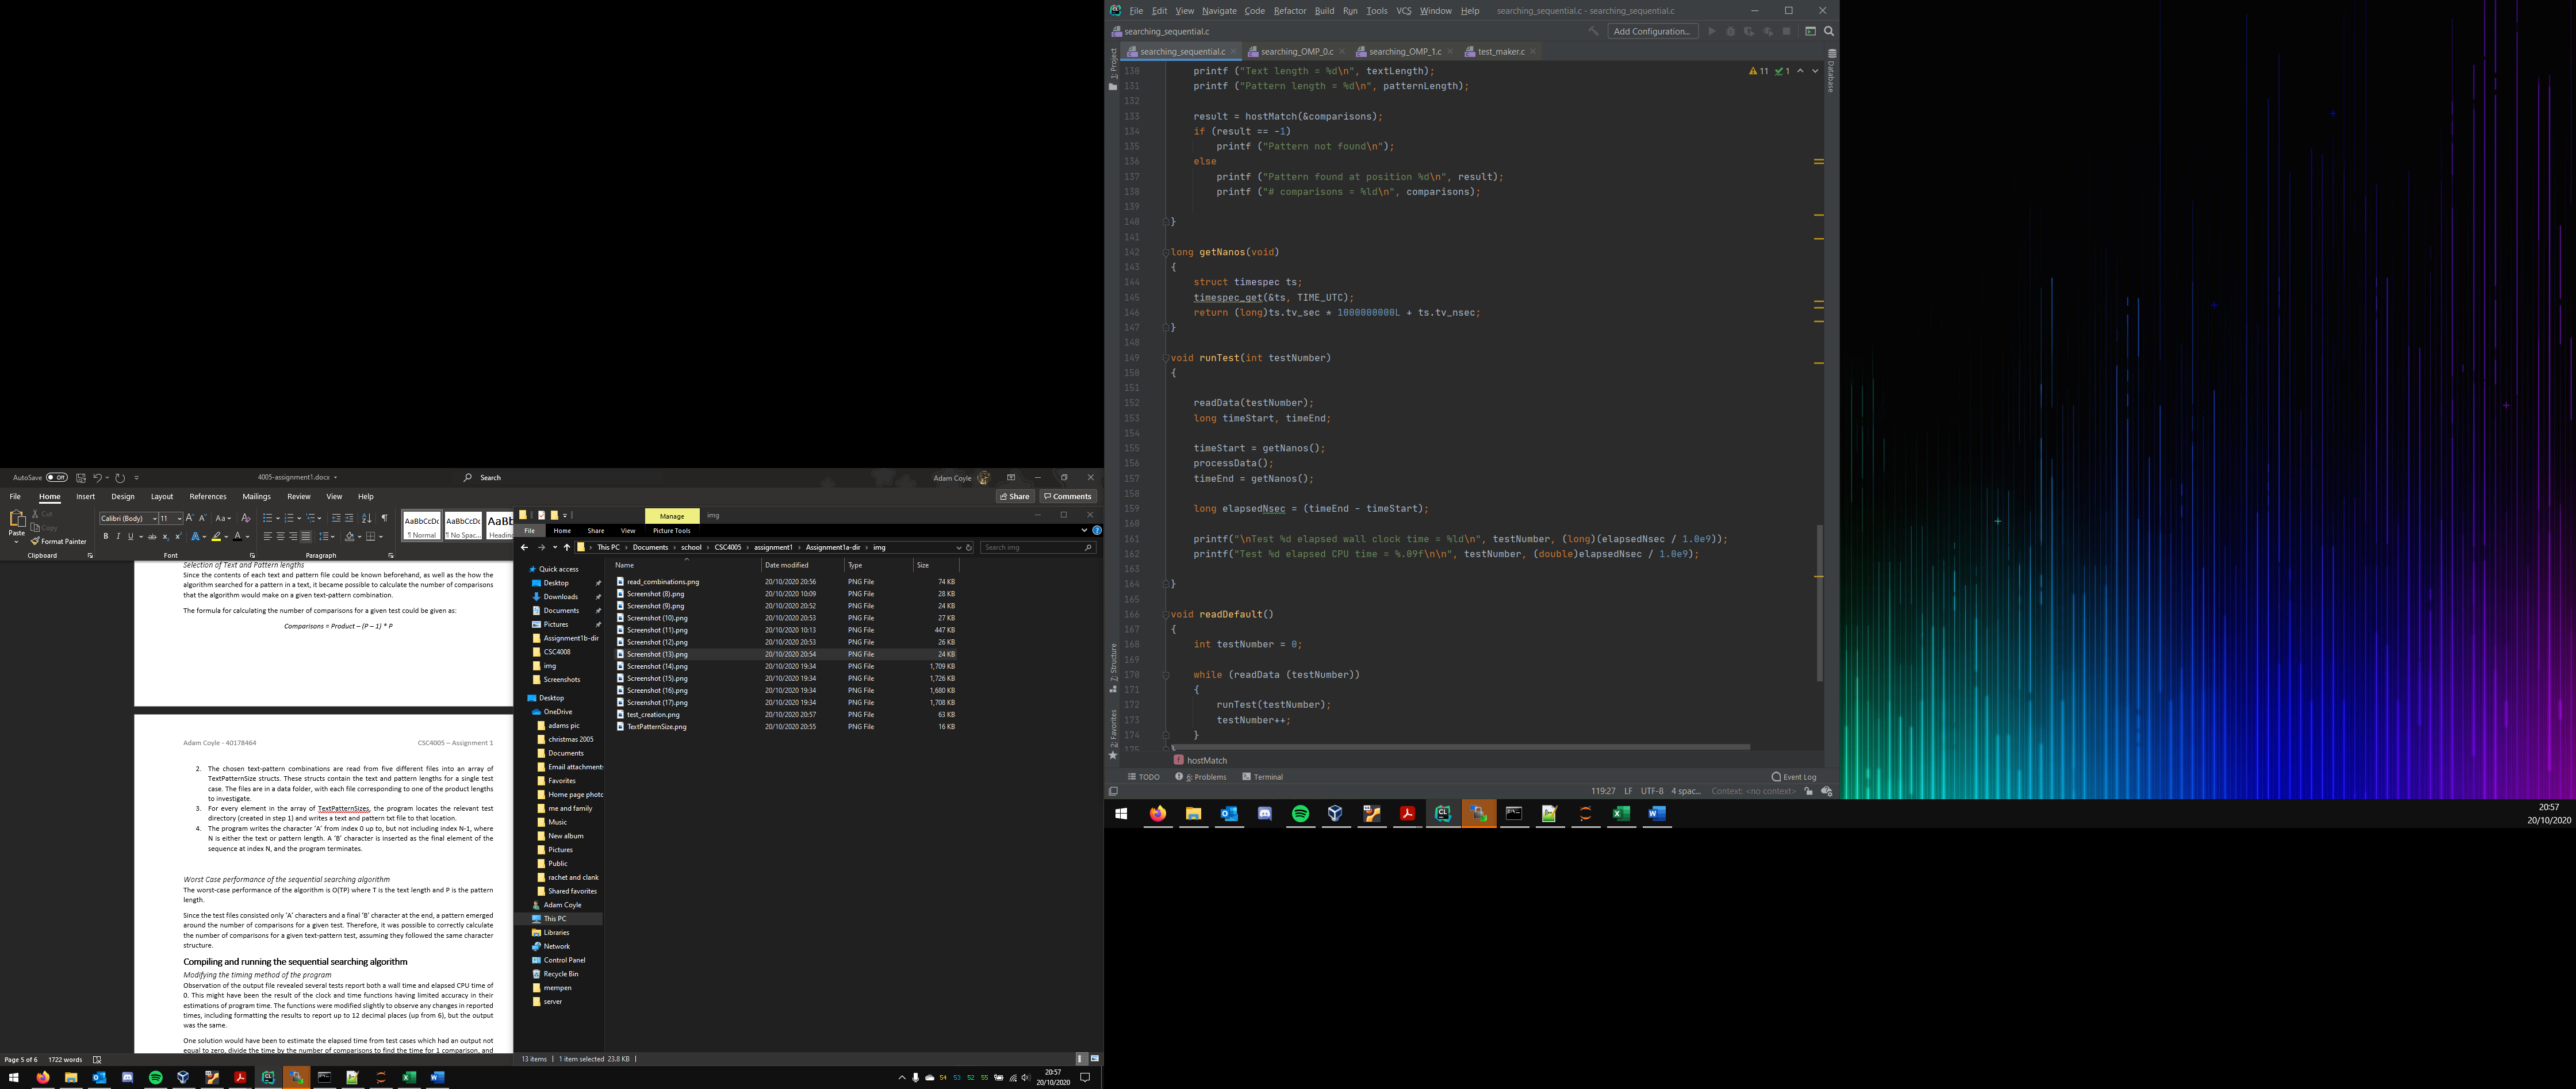 AutoSave Off 4005-assignment1.docx Search Adam Coyle
File Home Insert Design Layout References Mailings Review View Help Share Comments
Paste Cut Copy Format Painter
Calibri (Body) 11
AaBbCcDc AaBbCcDc AaBbC
¶ Normal ¶ No Spac... Heading
Clipboard Font Paragraph
Selection of Text and Pattern lengths
Since the contents of each text and pattern file could be known beforehand, as well as the how the
algorithm searched for a pattern in a text, it became possible to calculate the number of comparisons
that the algorithm would make on a given text-pattern combination.
The formula for calculating the number of comparisons for a given test could be given as:
Comparisons = Product – (P – 1) * P
Adam Coyle - 40178464 CSC4005 – Assignment 1
2. The chosen text-pattern combinations are read from five different files into an array of
TextPatternSize structs. These structs contain the text and pattern lengths for a single test
case. The files are in a data folder, with each file corresponding to one of the product lengths
to investigate.
3. For every element in the array of TextPatternSizes, the program locates the relevant test
directory (created in step 1) and writes a text and pattern txt file to that location.
4. The program writes the character 'A' from index 0 up to, but not including index N-1, where
N is either the text or pattern length. A 'B' character is inserted as the final element of the
sequence at index N, and the program terminates.
Worst Case performance of the sequential searching algorithm
The worst-case performance of the algorithm is O(TP) where T is the text length and P is the pattern
length.
Since the test files consisted only 'A' characters and a final 'B' character at the end, a pattern emerged
around the number of comparisons for a given test. Therefore, it was possible to correctly calculate
the number of comparisons for a given text-pattern test, assuming they followed the same character
structure.
Compiling and running the sequential searching algorithm
Modifying the timing method of the program
Observation of the output file revealed several tests report both a wall time and elapsed CPU time of
0. This might have been the result of the clock and time functions having limited accuracy in their
estimations of program time. The functions were modified slightly to observe any changes in reported
times, including formatting the results to report up to 12 decimal places (up from 6), but the output
was the same.
One solution would have been to estimate the elapsed time from test cases which had an output not
equal to zero, divide the time by the number of comparisons to find the time for 1 comparison, and
Page 5 of 6 1722 words
Manage img
File Home Share View Picture Tools
This PC > Documents > school > CSC4005 > assignment1 > Assignment1a-dir > img Search img
Quick access
Desktop
Downloads
Documents
Pictures
Assignment1b-dir
CSC4008
img
Screenshots
Desktop
OneDrive
adams pic
christmas 2005
Documents
Email attachments
Favorites
Home page photo
me and family
Music
New album
Pictures
Public
rachet and clank
Shared favorites
Adam Coyle
This PC
Libraries
Network
Control Panel
Recycle Bin
mempen
server
Name Date modified Type Size
read_combinations.png 20/10/2020 20:56 PNG File 74 KB
Screenshot (8).png 20/10/2020 10:09 PNG File 28 KB
Screenshot (9).png 20/10/2020 20:52 PNG File 24 KB
Screenshot (10).png 20/10/2020 20:53 PNG File 27 KB
Screenshot (11).png 20/10/2020 10:13 PNG File 447 KB
Screenshot (12).png 20/10/2020 20:53 PNG File 26 KB
Screenshot (13).png 20/10/2020 20:54 PNG File 24 KB
Screenshot (14).png 20/10/2020 19:34 PNG File 1,709 KB
Screenshot (15).png 20/10/2020 19:34 PNG File 1,726 KB
Screenshot (16).png 20/10/2020 19:34 PNG File 1,680 KB
Screenshot (17).png 20/10/2020 19:34 PNG File 1,708 KB
test_creation.png 20/10/2020 20:57 PNG File 63 KB
TextPatternSize.png 20/10/2020 20:55 PNG File 16 KB
13 items 1 item selected 23.8 KB
54 53 52 55 20:57
20/10/2020
File Edit View Navigate Code Refactor Build Run Tools VCS Window Help searching_sequential.c - searching_sequential.c
searching_sequential.c Add Configuration...
searching_sequential.c searching_OMP_0.c searching_OMP_1.c test_maker.c
1: Project
Database
7: Structure
2: Favorites
11 1
130 printf ("Text length = %d\n", textLength);
131 printf ("Pattern length = %d\n", patternLength);
132
133 result = hostMatch(&comparisons);
134 if (result == -1)
135 printf ("Pattern not found\n");
136 else
137 printf ("Pattern found at position %d\n", result);
138 printf ("# comparisons = %ld\n", comparisons);
139
140 }
141
142 long getNanos(void)
143 {
144 struct timespec ts;
145 timespec_get(&ts, TIME_UTC);
146 return (long)ts.tv_sec * 1000000000L + ts.tv_nsec;
147 }
148
149 void runTest(int testNumber)
150 {
151
152 readData(testNumber);
153 long timeStart, timeEnd;
154
155 timeStart = getNanos();
156 processData();
157 timeEnd = getNanos();
158
159 long elapsedNsec = (timeEnd - timeStart);
160
161 printf("\nTest %d elapsed wall clock time = %ld\n", testNumber, (long)(elapsedNsec / 1.0e9));
162 printf("Test %d elapsed CPU time = %.09f\n\n", testNumber, (double)elapsedNsec / 1.0e9);
163
164 }
165
166 void readDefault()
167 {
168 int testNumber = 0;
169
170 while (readData (testNumber))
171 {
172 runTest(testNumber);
173 testNumber++;
174 }
175
hostMatch
TODO 6: Problems Terminal Event Log
119:27 LF UTF-8 4 spac... Context: <no context>
20:57
20/10/2020